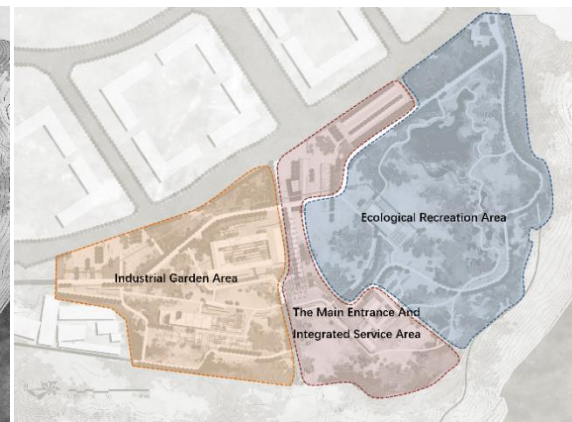 Ecological Recreation Area
Industrial Garden Area
The Main Entrance And
Integrated Service Area